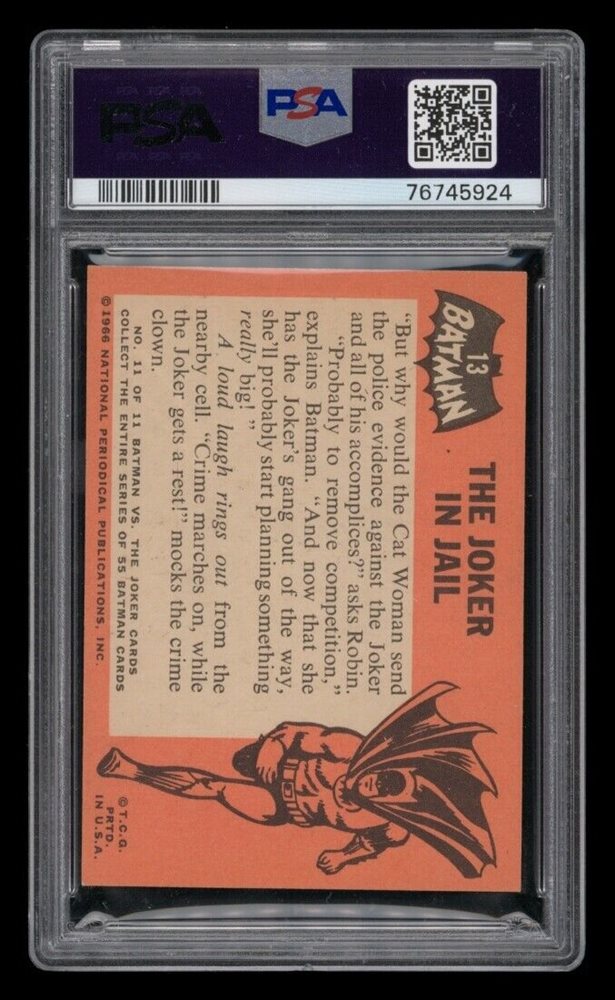 PSA
PSA
76745924
13
BATMAN
THE JOKER
IN JAIL
"But why would the Cat Woman send
the police evidence against the Joker
and all of his accomplices?" asks Robin.
"Probably to remove competition,"
explains Batman. "And now that she
has the Joker's gang out of the way,
she'll probably start planning something
really big!"
A loud laugh rings out from the
nearby cell. "Crime marches on, while
the Joker gets a rest!" mocks the crime
clown.
NO. 11 OF 11 BATMAN VS. THE JOKER CARDS
COLLECT THE ENTIRE SERIES OF 55 BATMAN CARDS
© 1966 NATIONAL PERIODICAL PUBLICATIONS, INC.
© T.C.G.
PRTD.
IN U.S.A.